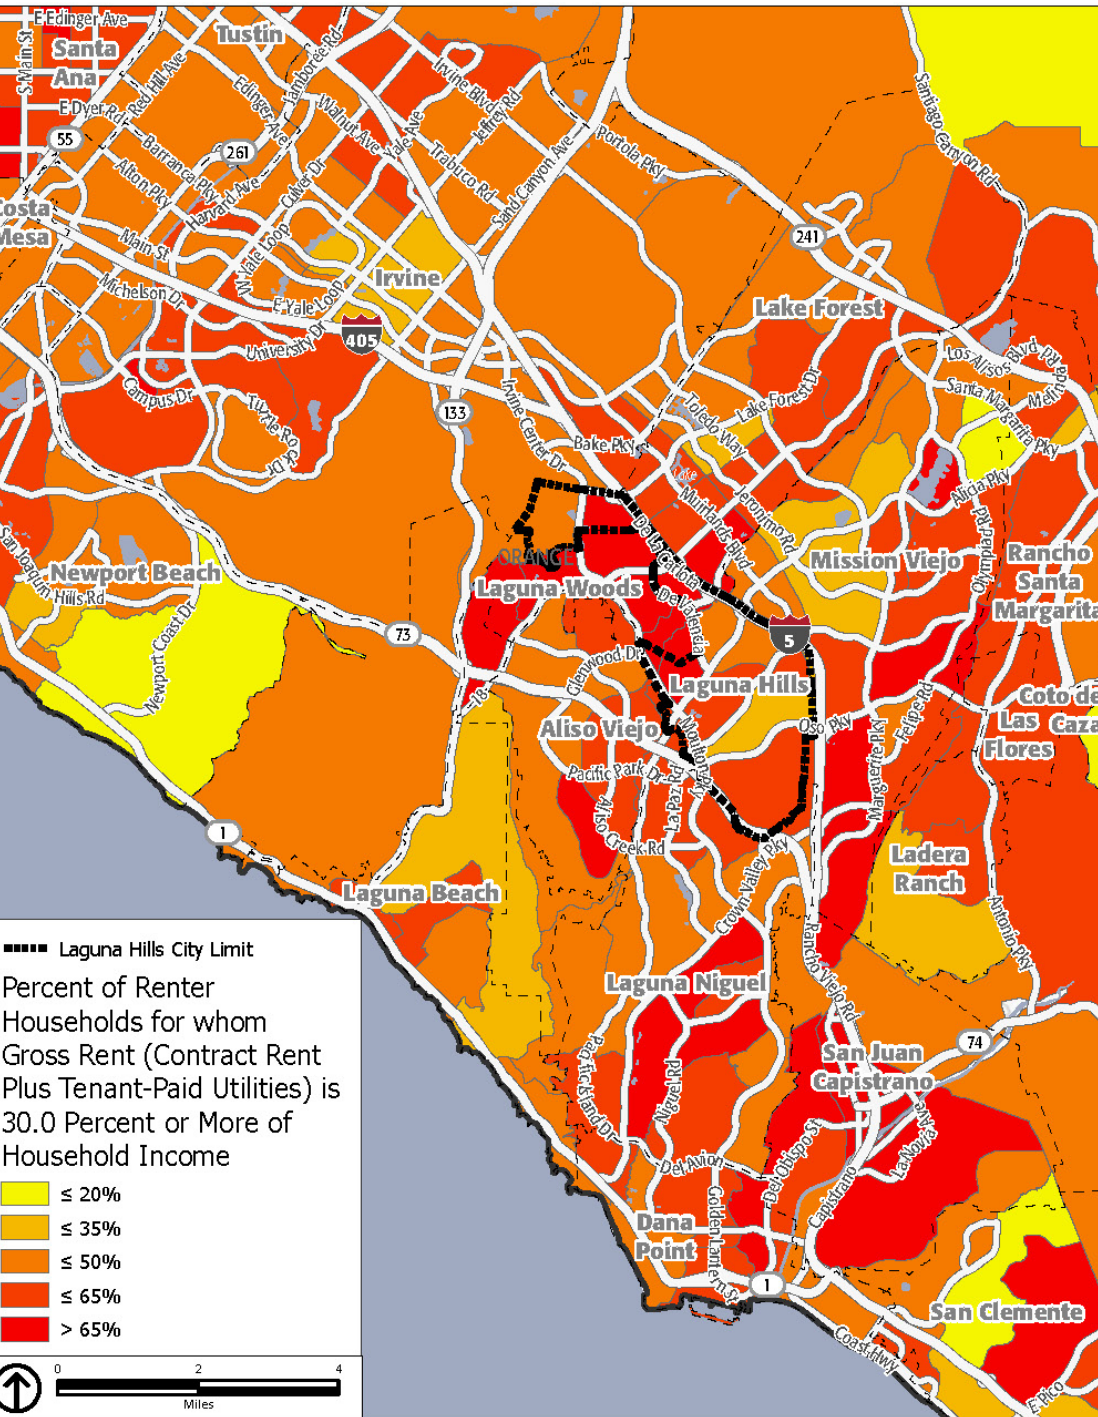 E Edinger Ave
Tustin
S Main St
Santa
Ana
Red Hill Ave
Jamboree Rd
Irvine Blvd
Jeffrey Rd
Edinger Ave
Walnut Ave
Yale Ave
E Dyer Rd
55
261
Barranca Pky
Alton Pky
Harvard Ave
Culver Dr
Trabuco Rd
Sand Canyon Ave
Portola Pky
Santiago Canyon Rd
Costa
Mesa
Main St
W Yale Loop
241
Irvine
Michelson Dr
E Yale Loop
Lake Forest
405
University Dr
Los Alisos Blvd
Melinda
Santa Margarita Pky
Campus Dr
Turtle Ro
ck Dr
133
Irvine Center Dr
Toledo Way
Lake Forest Dr
Bake Pky
Lake
Alicia Pky
Muirlands Blvd
Jeronimo Rd
Olympiad Rd
De La Carlota
ORANGE
Mission Viejo
Rancho
Santa
Margarita
San Joaquin
Hills Rd
Newport Beach
Laguna Woods
De Valencia
Newport Coast Dr
73
5
Glenwood Dr
18
Laguna Hills
Felipe Rd
Coto de
Caza
Las
Flores
Aliso Viejo
Moulton Pky
Oso Pky
Marguerite Pky
Pacific Park Dr
La Paz Rd
Aliso Creek Rd
1
Crown Valley Pky
Ladera
Ranch
Laguna Beach
Antonio Pky
Rancho Viejo Rd
Laguna Niguel
74
Pacific Island Dr
Niguel Rd
San Juan
Capistrano
La Novia Ave
Del Obispo St
Del Avion
Capistrano
Golden Lantern St
Dana
Point
1
San Clemente
Coast Hwy
E Pico
Laguna Hills City Limit
Percent of Renter
Households for whom
Gross Rent (Contract Rent
Plus Tenant-Paid Utilities) is
30.0 Percent or More of
Household Income
≤ 20%
≤ 35%
≤ 50%
≤ 65%
> 65%
0 2 4
Miles